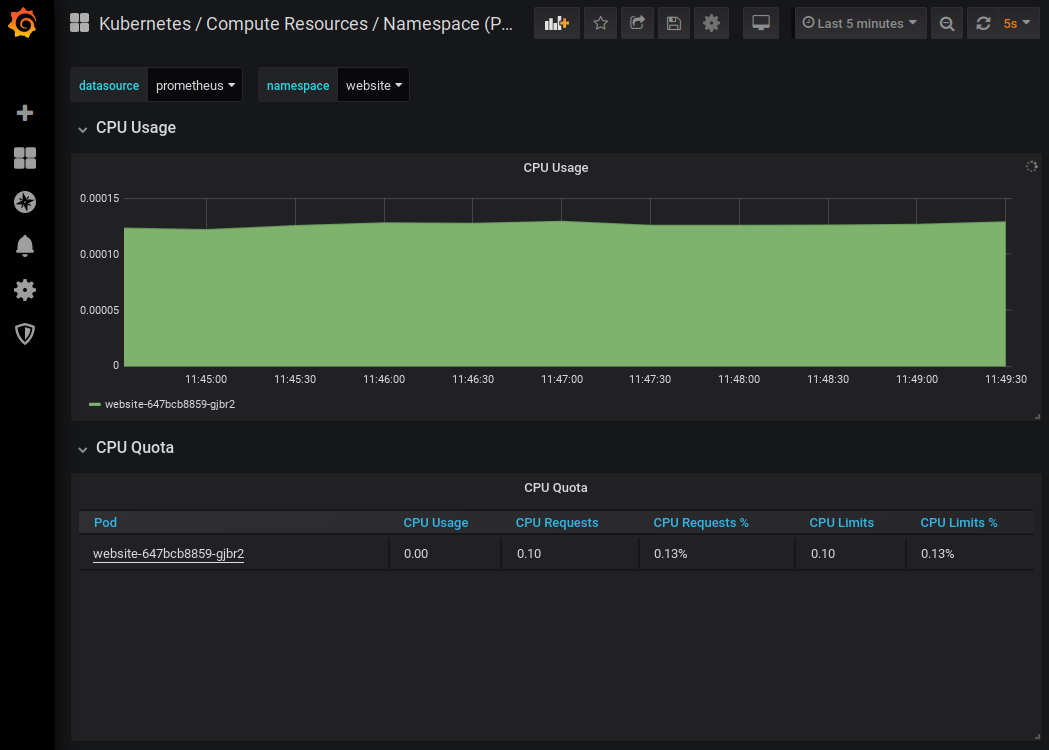 Kubernetes / Compute Resources / Namespace (P...
Last 5 minutes
5s
datasource prometheus namespace website
CPU Usage
CPU Usage
0.00015
0.00010
0.00005
0
11:45:00 11:45:30 11:46:00 11:46:30 11:47:00 11:47:30 11:48:00 11:48:30 11:49:00 11:49:30
website-647bcb8859-gjbr2
CPU Quota
CPU Quota
Pod CPU Usage CPU Requests CPU Requests % CPU Limits CPU Limits %
website-647bcb8859-gjbr2 0.00 0.10 0.13% 0.10 0.13%